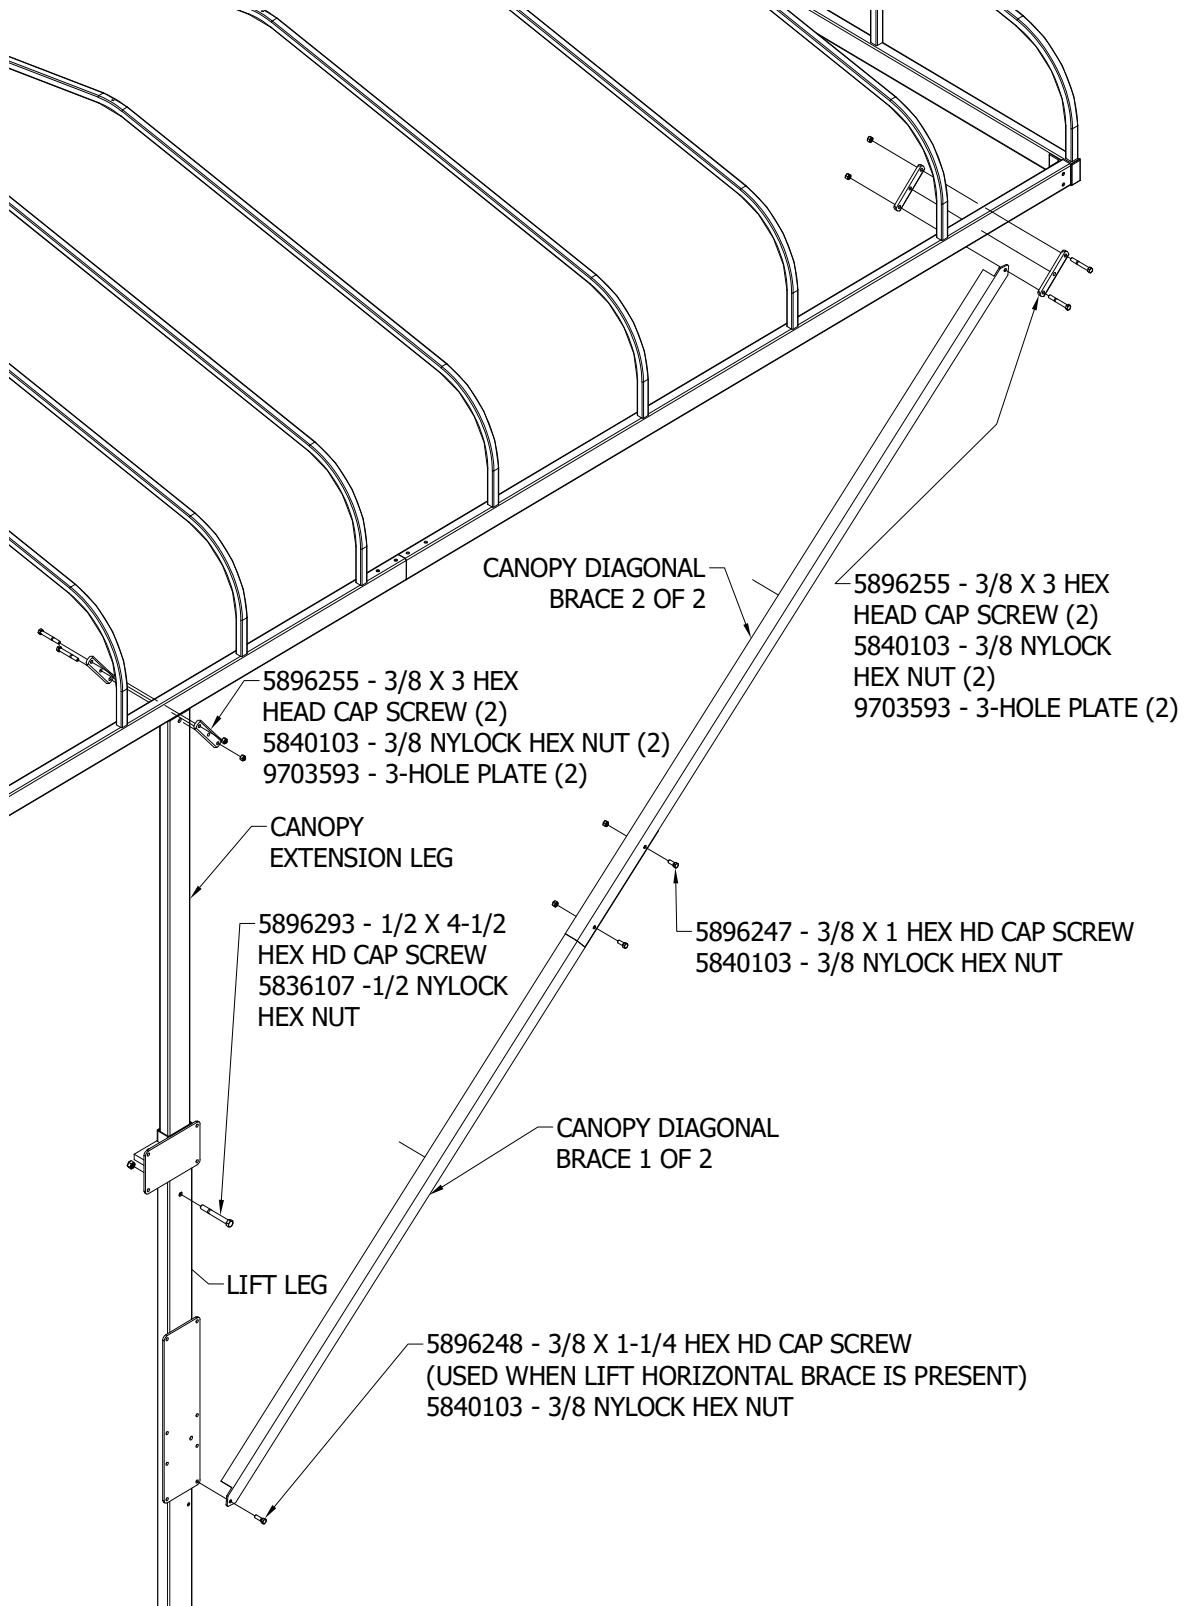 CANOPY DIAGONAL
BRACE 2 OF 2
5896255 - 3/8 X 3 HEX
HEAD CAP SCREW (2)
5840103 - 3/8 NYLOCK
HEX NUT (2)
9703593 - 3-HOLE PLATE (2)
5896255 - 3/8 X 3 HEX
HEAD CAP SCREW (2)
5840103 - 3/8 NYLOCK HEX NUT (2)
9703593 - 3-HOLE PLATE (2)
CANOPY
EXTENSION LEG
5896293 - 1/2 X 4-1/2
HEX HD CAP SCREW
5836107 -1/2 NYLOCK
HEX NUT
5896247 - 3/8 X 1 HEX HD CAP SCREW
5840103 - 3/8 NYLOCK HEX NUT
CANOPY DIAGONAL
BRACE 1 OF 2
LIFT LEG
5896248 - 3/8 X 1-1/4 HEX HD CAP SCREW
(USED WHEN LIFT HORIZONTAL BRACE IS PRESENT)
5840103 - 3/8 NYLOCK HEX NUT